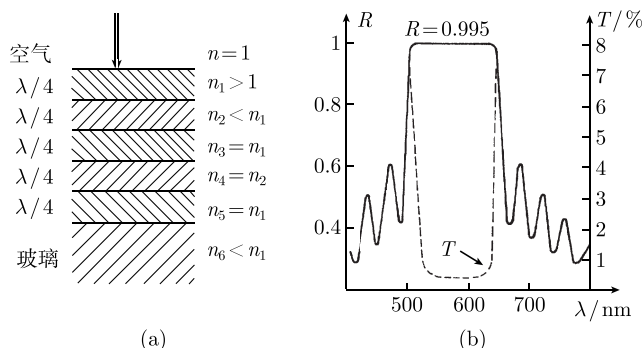 空气
n=1
λ/4
n₁>1
λ/4
n₂<n₁
λ/4
n₃=n₁
λ/4
n₄=n₂
λ/4
n₅=n₁
玻璃
n₆<n₁
(a)
R
R=0.995
T/%
1
0.8
0.6
0.4
8
7
6
5
4
3
2
1
T
500
600
700
λ/nm
(b)